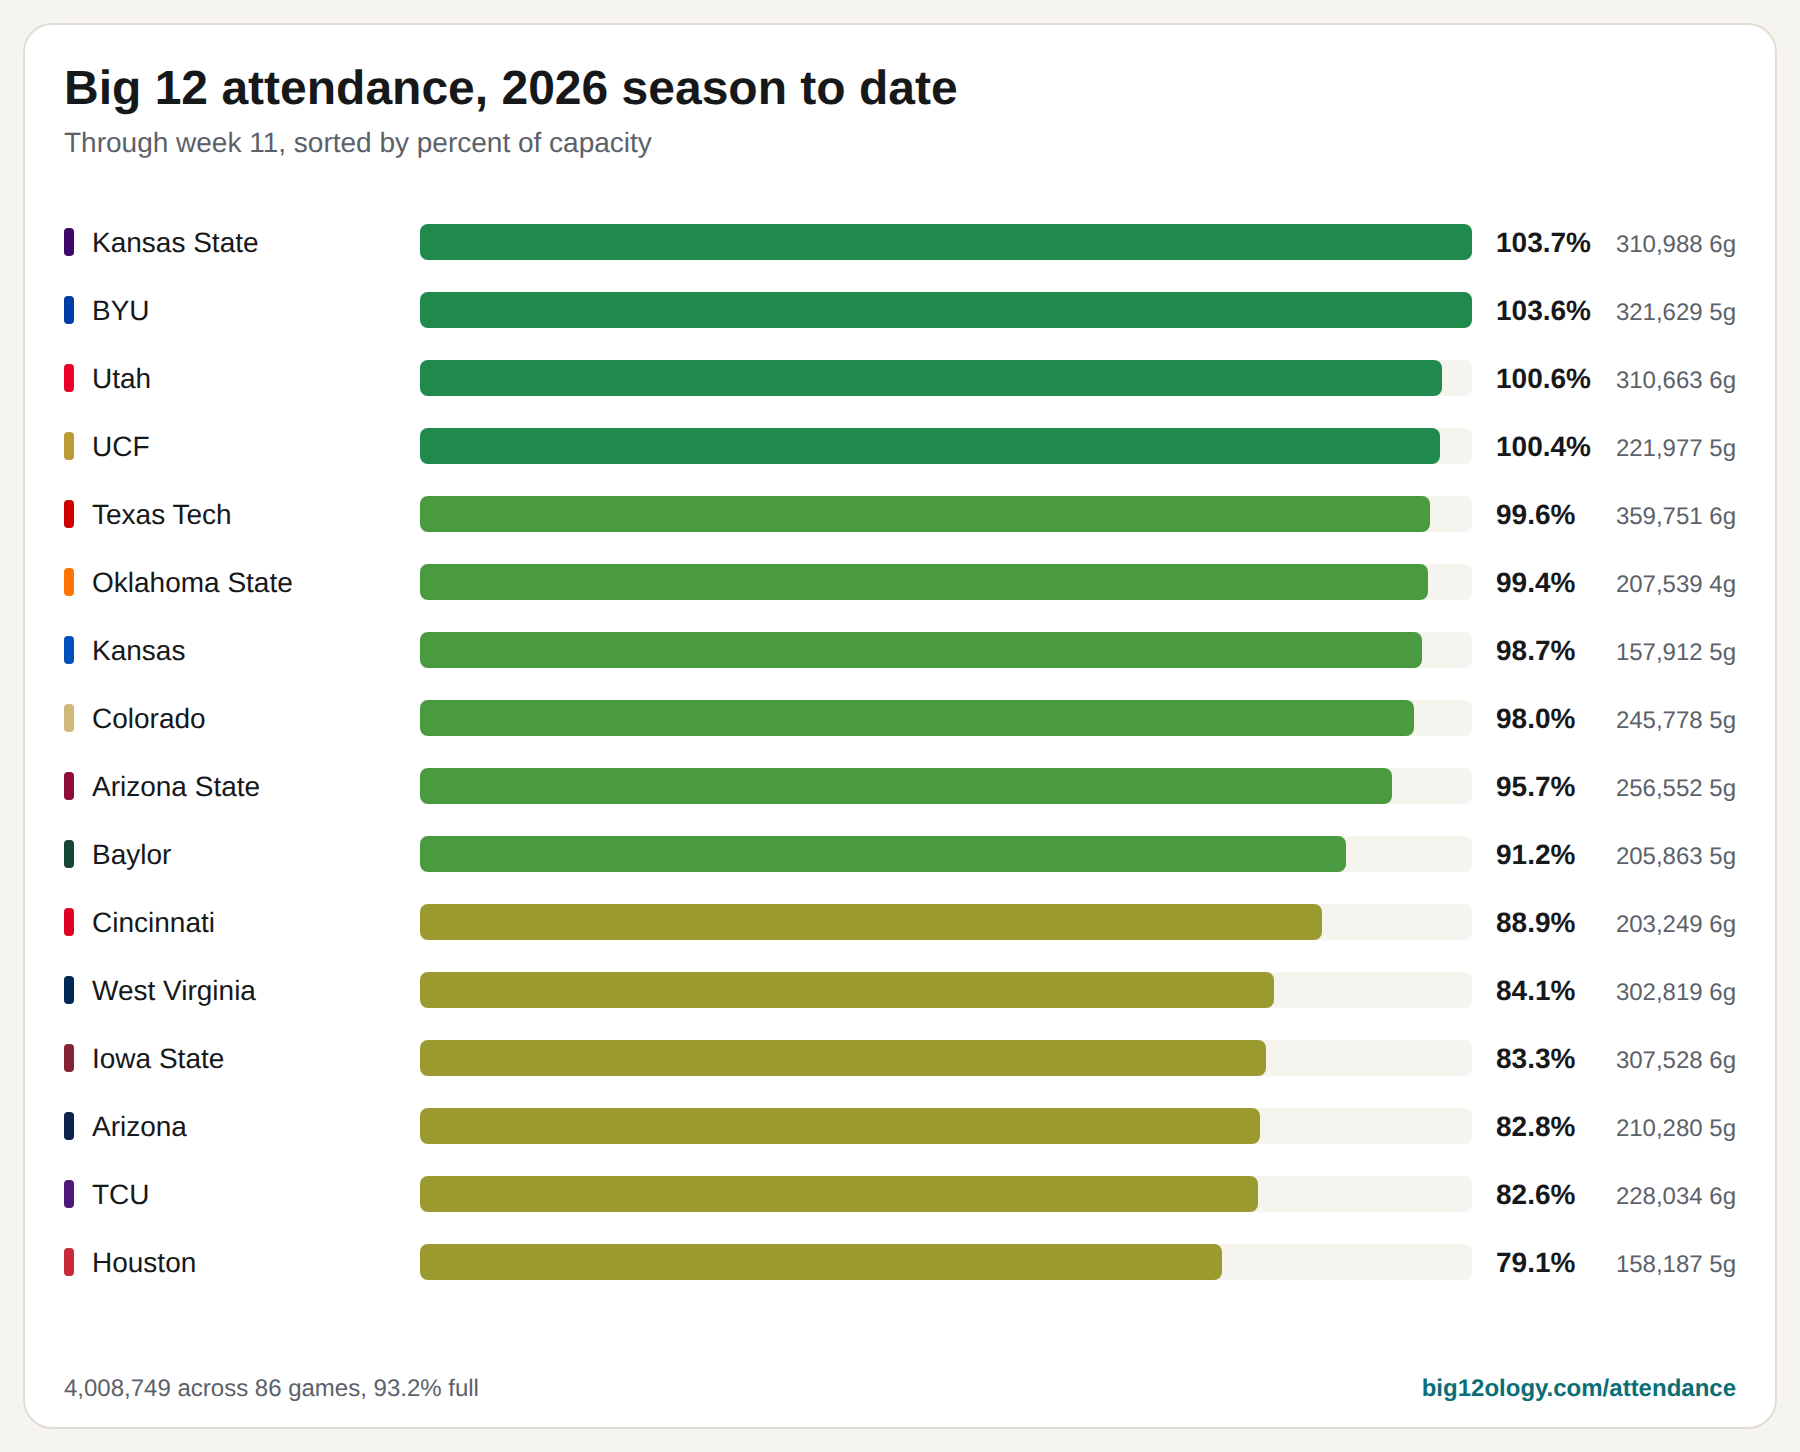 Big 12 attendance, 2026 season to date
Through week 11, sorted by percent of capacity
Kansas State 103.7% 310,988 6g
BYU 103.6% 321,629 5g
Utah 100.6% 310,663 6g
UCF 100.4% 221,977 5g
Texas Tech 99.6% 359,751 6g
Oklahoma State 99.4% 207,539 4g
Kansas 98.7% 157,912 5g
Colorado 98.0% 245,778 5g
Arizona State 95.7% 256,552 5g
Baylor 91.2% 205,863 5g
Cincinnati 88.9% 203,249 6g
West Virginia 84.1% 302,819 6g
Iowa State 83.3% 307,528 6g
Arizona 82.8% 210,280 5g
TCU 82.6% 228,034 6g
Houston 79.1% 158,187 5g
4,008,749 across 86 games, 93.2% full
big12ology.com/attendance